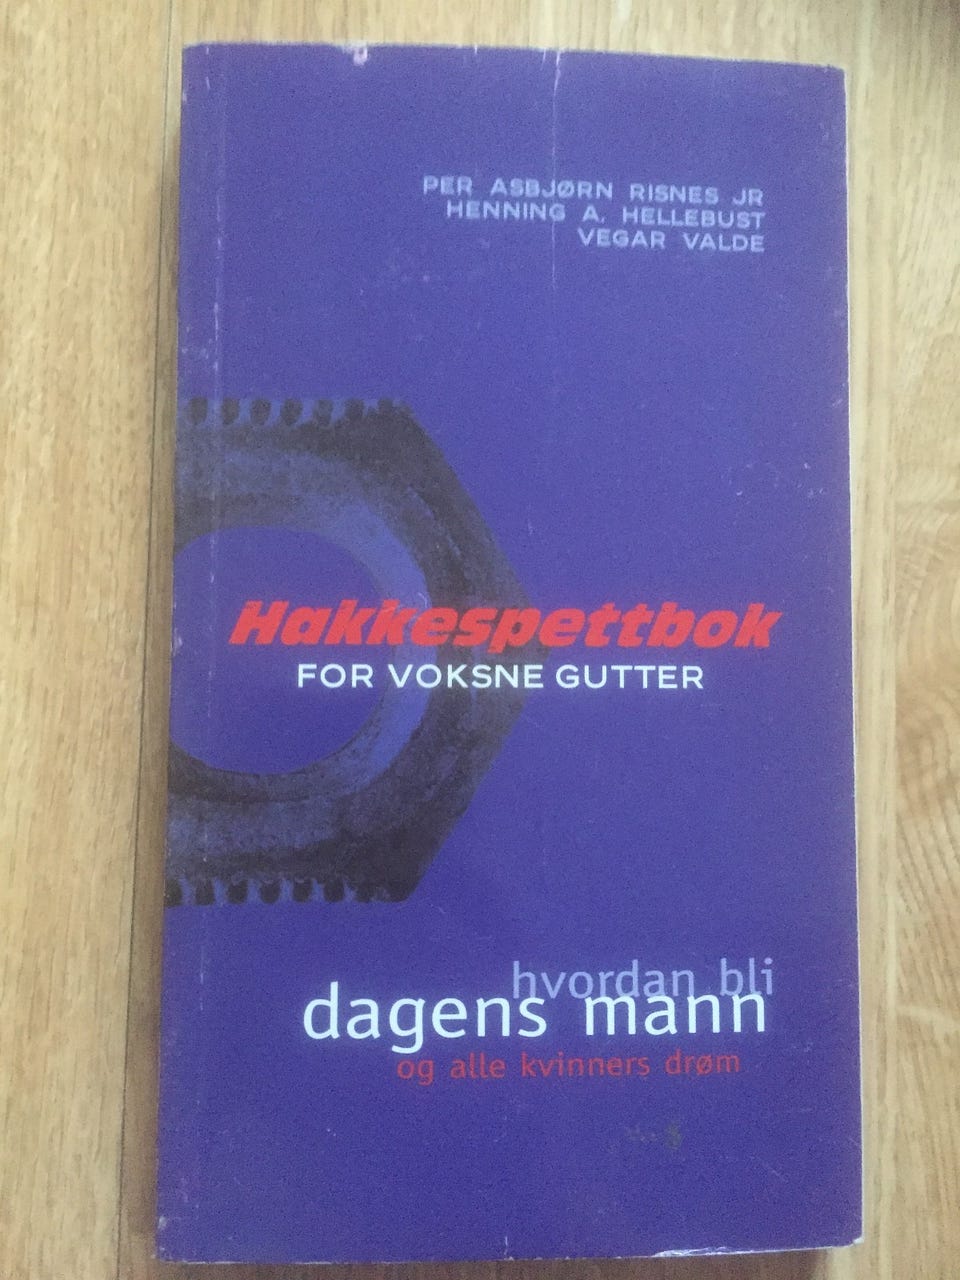 PER ASBJØRN RISNES JR
HENNING A. HELLEBUST
VEGAR VALDE
Hakkespettbok
FOR VOKSNE GUTTER
hvordan bli
dagens mann
og alle kvinners drøm